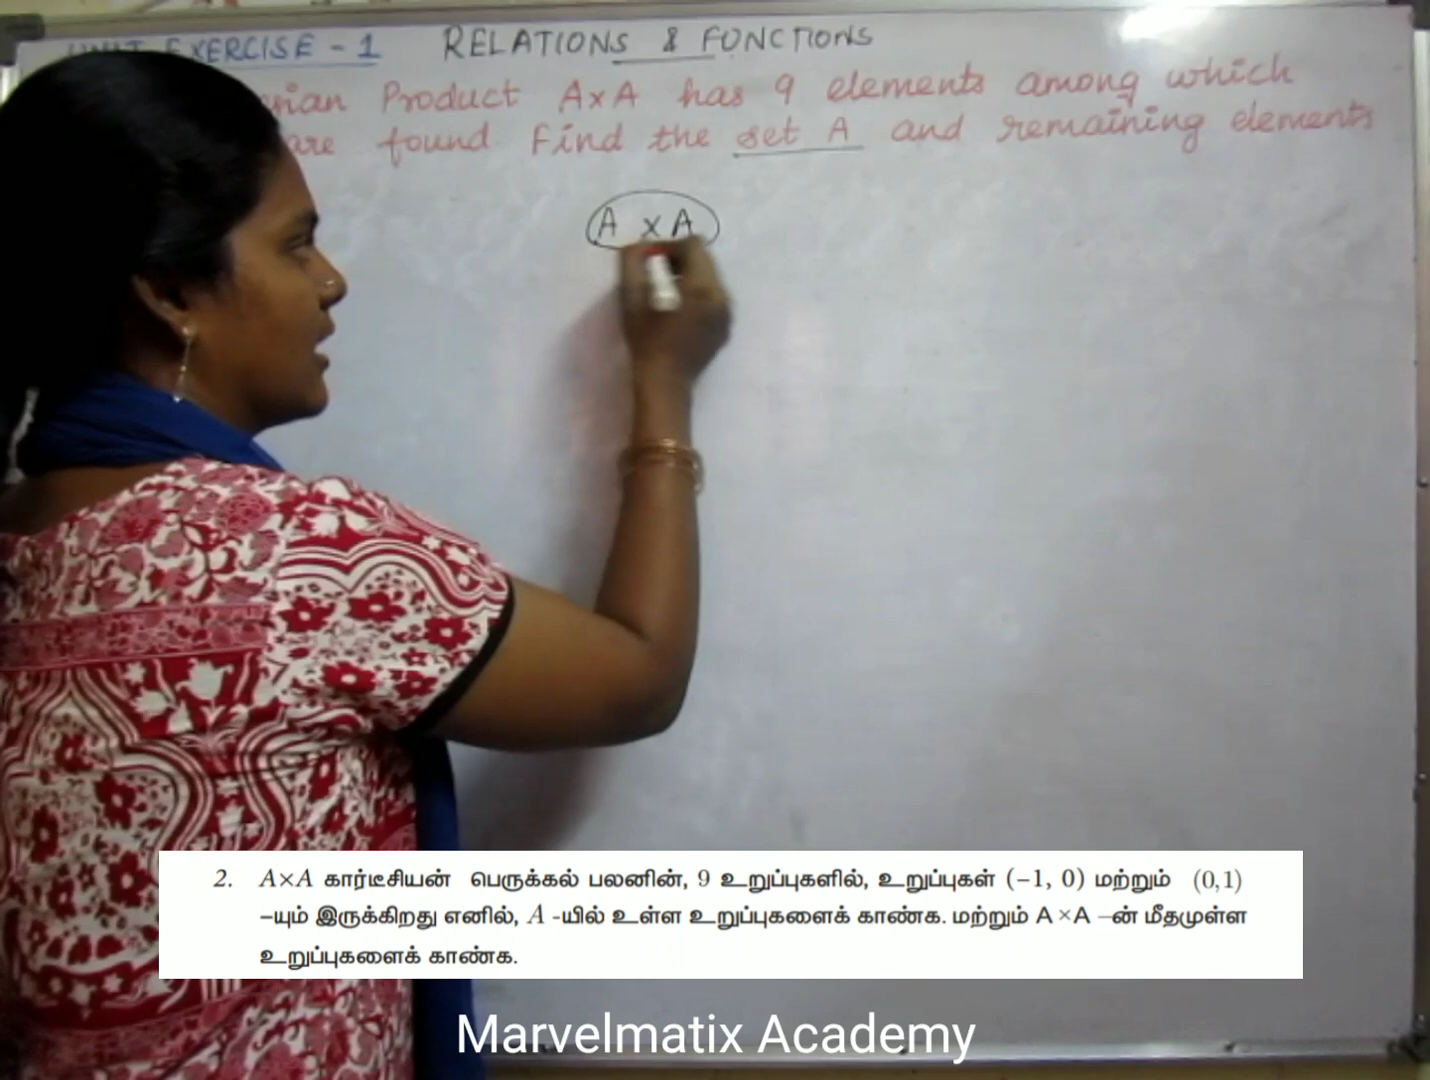 UNIT EXERCISE - 1 RELATIONS & FUNCTIONS
Product A×A has 9 elements among which
are found Find the set A and remaining elements
A × A
2. A×A கார்டீசியன் பெருக்கல் பலனின், 9 உறுப்புகளில், உறுப்புகள் (−1, 0) மற்றும் (0,1)
−யும் இருக்கிறது எனில், A -யில் உள்ள உறுப்புகளைக் காண்க. மற்றும் A ×A −ன் மீதமுள்ள
உறுப்புகளைக் காண்க.
Marvelmatix Academy